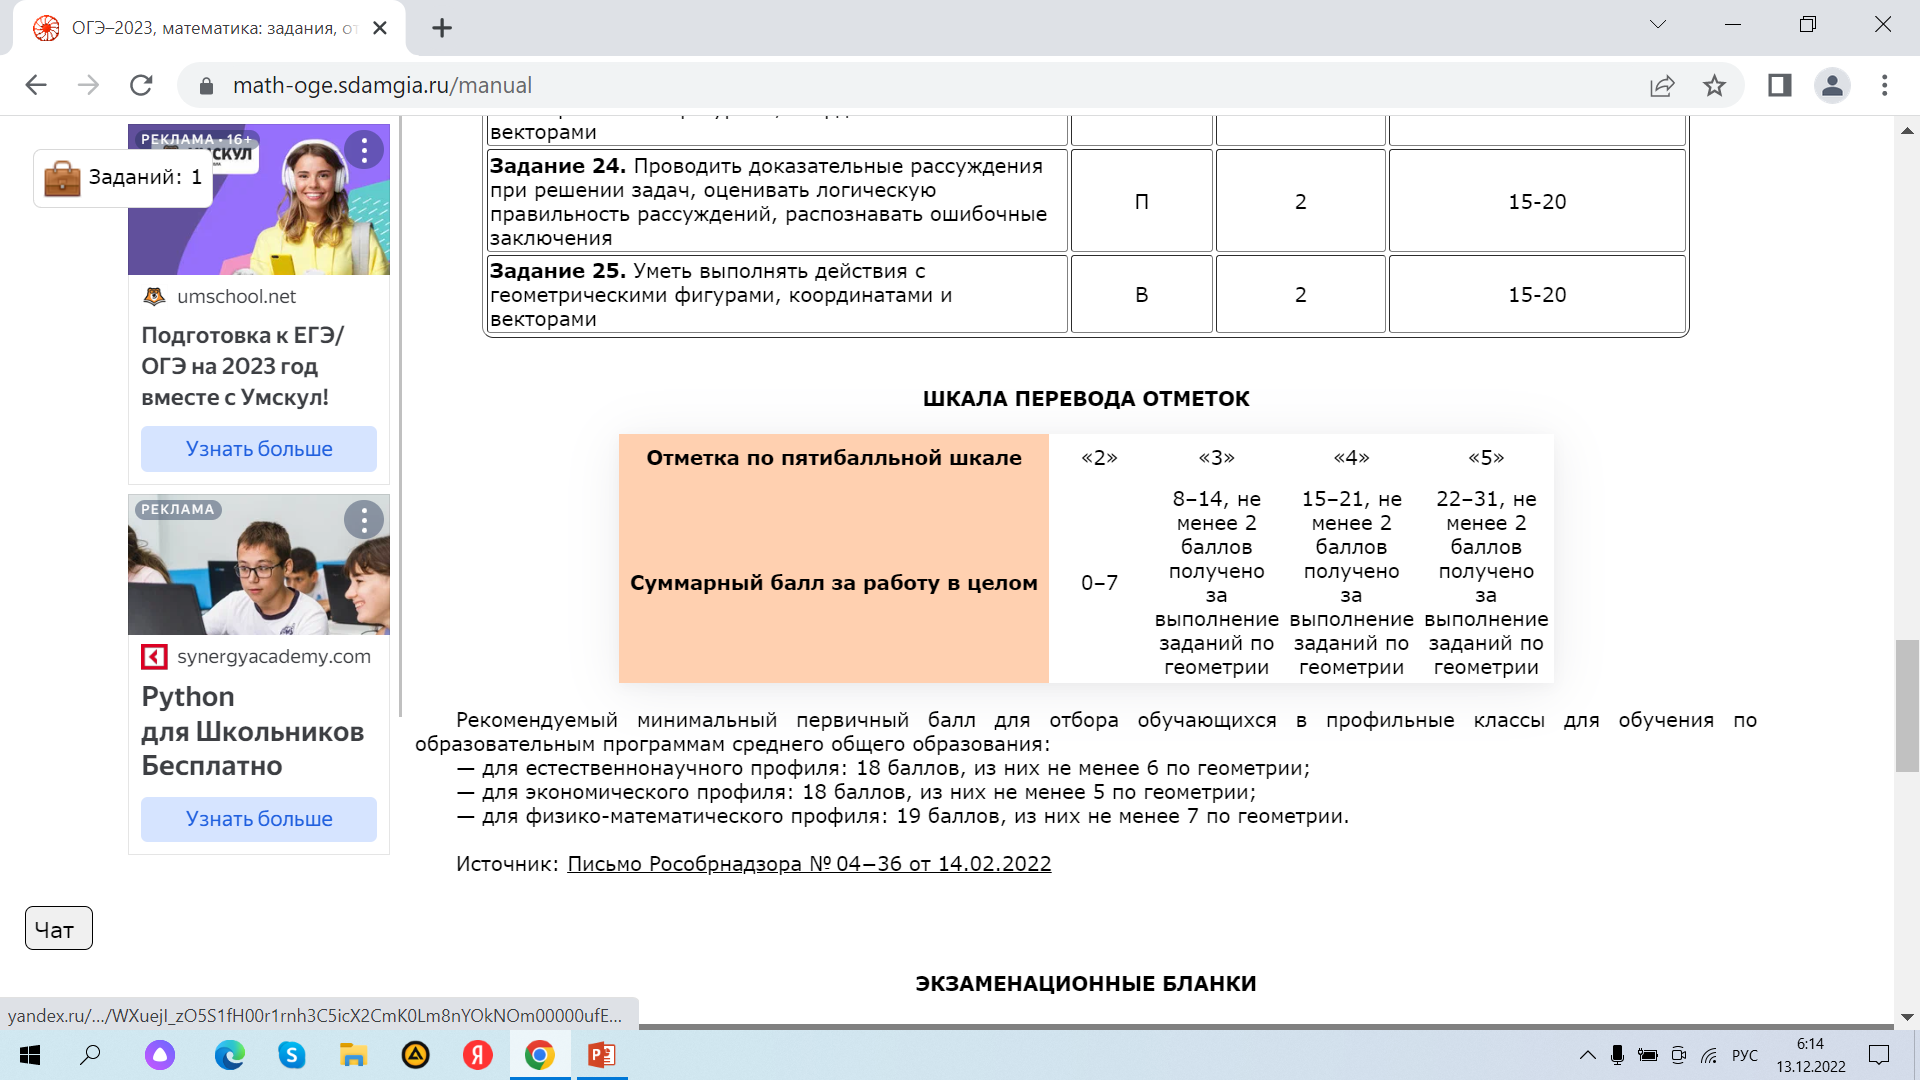 ОГЭ–2023, математика: задания, от
math-oge.sdamgia.ru/manual
РЕКЛАМА • 16+
УМСКУЛ
Заданий: 1
umschool.net
Подготовка к ЕГЭ/
ОГЭ на 2023 год
вместе с Умскул!
Узнать больше
РЕКЛАМА
synergyacademy.com
Python
для Школьников
Бесплатно
Узнать больше
Чат
векторами
Задание 24. Проводить доказательные рассуждения
при решении задач, оценивать логическую
правильность рассуждений, распознавать ошибочные
заключения
П
2
15-20
Задание 25. Уметь выполнять действия с
геометрическими фигурами, координатами и
векторами
В
2
15-20
ШКАЛА ПЕРЕВОДА ОТМЕТОК
Отметка по пятибалльной шкале
«2»
«3»
«4»
«5»
Суммарный балл за работу в целом
0–7
8–14, не
менее 2
баллов
получено
за
выполнение
заданий по
геометрии
15–21, не
менее 2
баллов
получено
за
выполнение
заданий по
геометрии
22–31, не
менее 2
баллов
получено
за
выполнение
заданий по
геометрии
Рекомендуемый минимальный первичный балл для отбора обучающихся в профильные классы для обучения по
образовательным программам среднего общего образования:
— для естественнонаучного профиля: 18 баллов, из них не менее 6 по геометрии;
— для экономического профиля: 18 баллов, из них не менее 5 по геометрии;
— для физико-математического профиля: 19 баллов, из них не менее 7 по геометрии.
Источник: Письмо Рособрнадзора № 04−36 от 14.02.2022
ЭКЗАМЕНАЦИОННЫЕ БЛАНКИ
yandex.ru/.../WXuejI_zO5S1fH00r1rnh3C5icX2CmK0Lm8nYOkNOm00000ufE...
РУС
6:14
13.12.2022